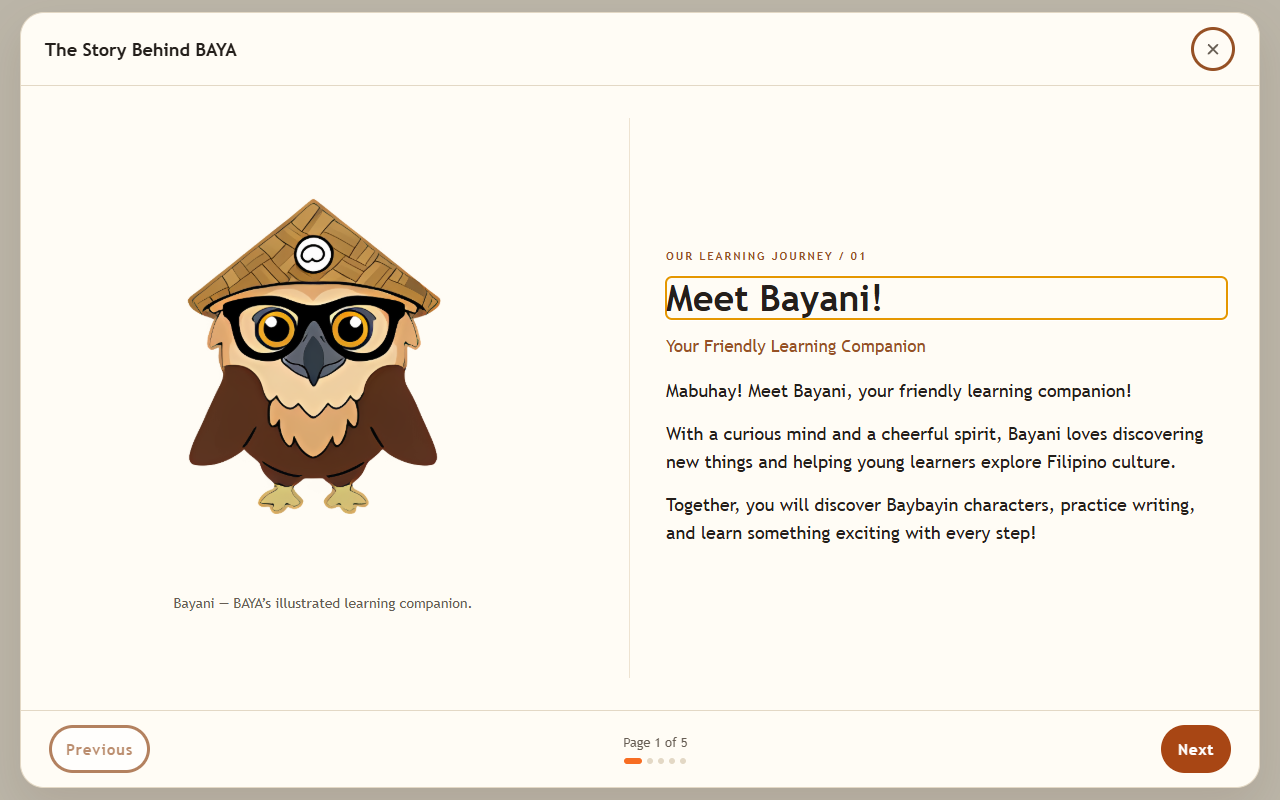 The Story Behind BAYA
OUR LEARNING JOURNEY / 01
Meet Bayani!
Your Friendly Learning Companion
Mabuhay! Meet Bayani, your friendly learning companion!
With a curious mind and a cheerful spirit, Bayani loves discovering
new things and helping young learners explore Filipino culture.
Together, you will discover Baybayin characters, practice writing,
and learn something exciting with every step!
Bayani — BAYA's illustrated learning companion.
Previous
Page 1 of 5
Next